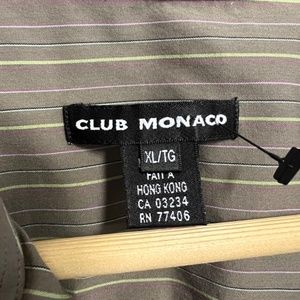 CLUB MONACO
XL/TG
FAIT A
HONG KONG
CA 03234
RN 77406